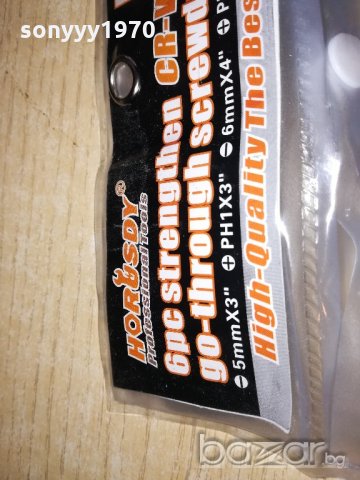 sonyyy1970
HORUSDY®
Professional Tools
6pc strengthen CR-V
go-through screwd
⊖ 5mmX3" ⊕ PH1X3" ⊖ 6mmX4" ⊕ P
High-Quality The Bes
bazar.bg